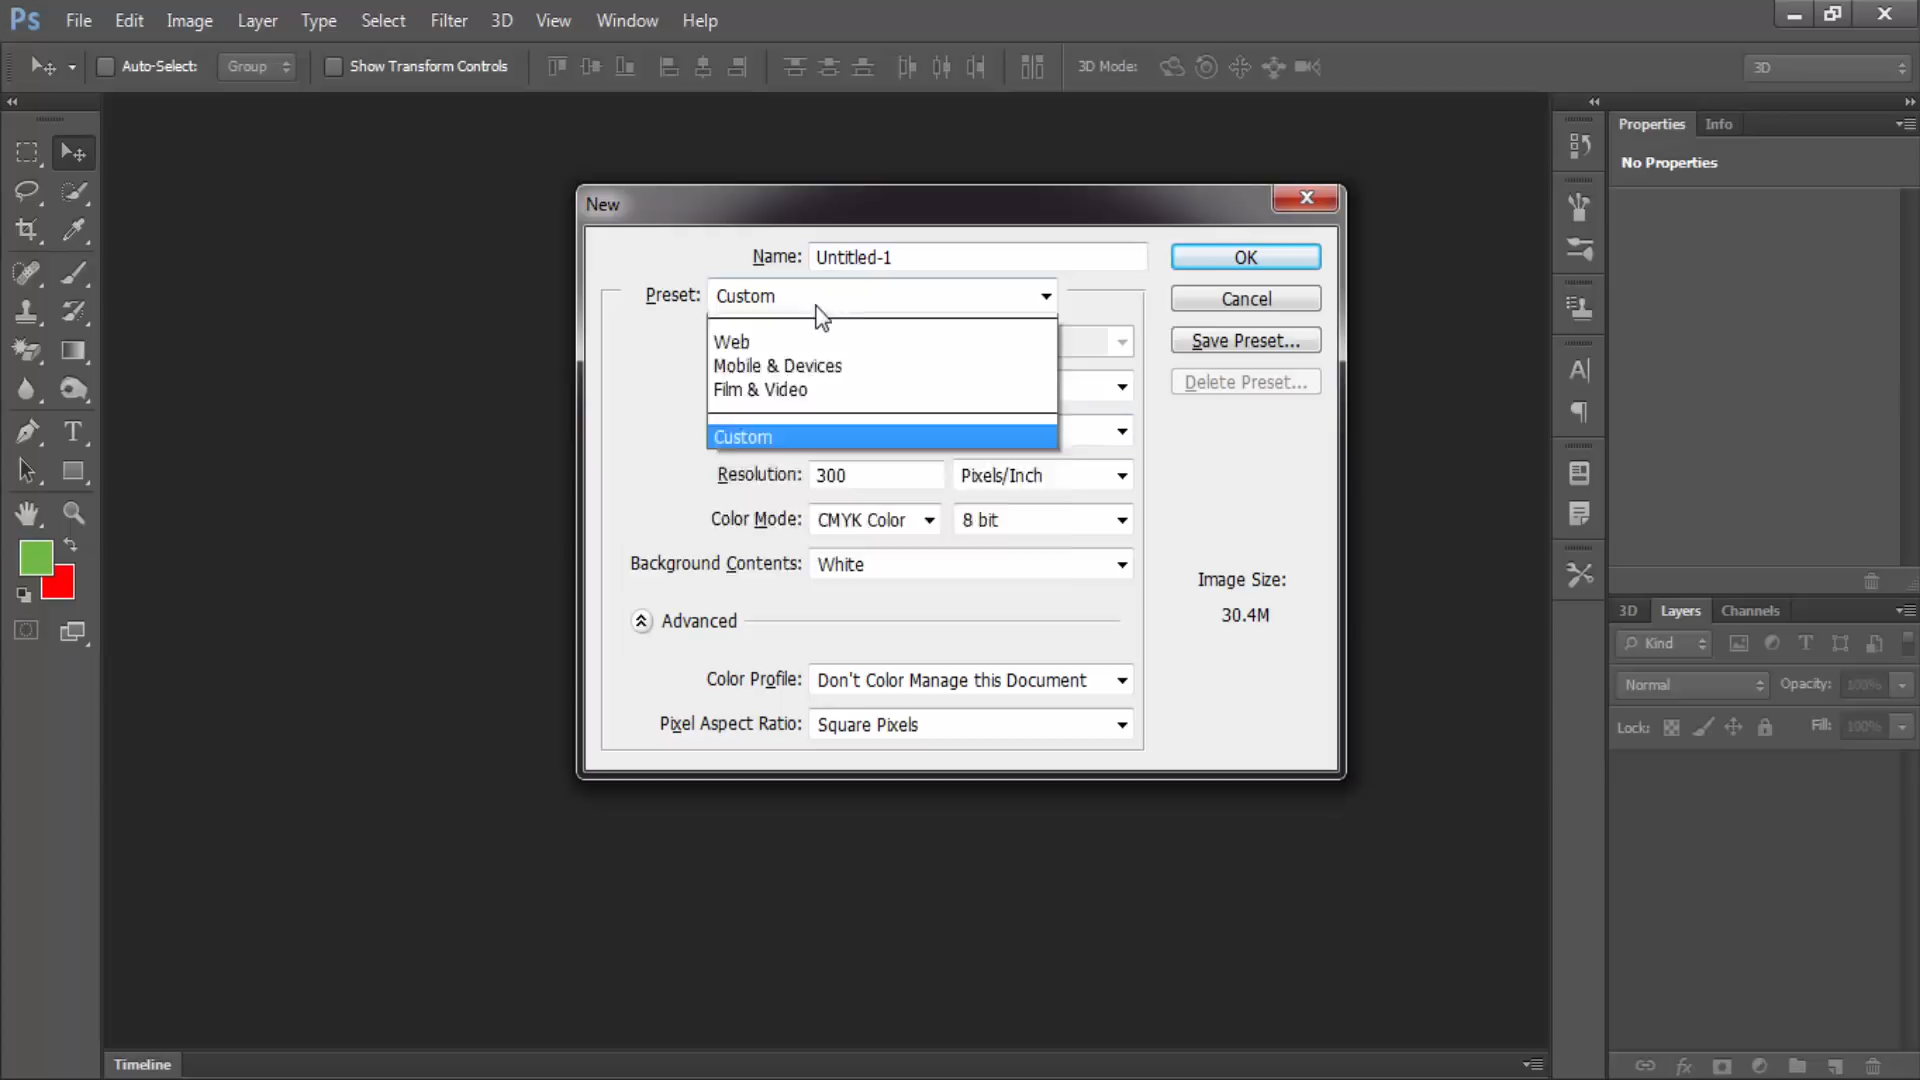 Ps File Edit Image Layer Type Select Filter 3D View Window Help
Auto-Select: Group Show Transform Controls 3D Mode: 3D
Properties Info
No Properties
New
Name: Untitled-1 OK
Preset: Custom Cancel
Web Save Preset...
Mobile & Devices
Film & Video Delete Preset...
Custom
Resolution: 300 Pixels/Inch
Color Mode: CMYK Color 8 bit
Background Contents: White
Image Size:
30.4M
Advanced
Color Profile: Don't Color Manage this Document
Pixel Aspect Ratio: Square Pixels
3D Layers Channels
Kind
Normal Opacity: 100%
Lock: Fill: 100%
Timeline